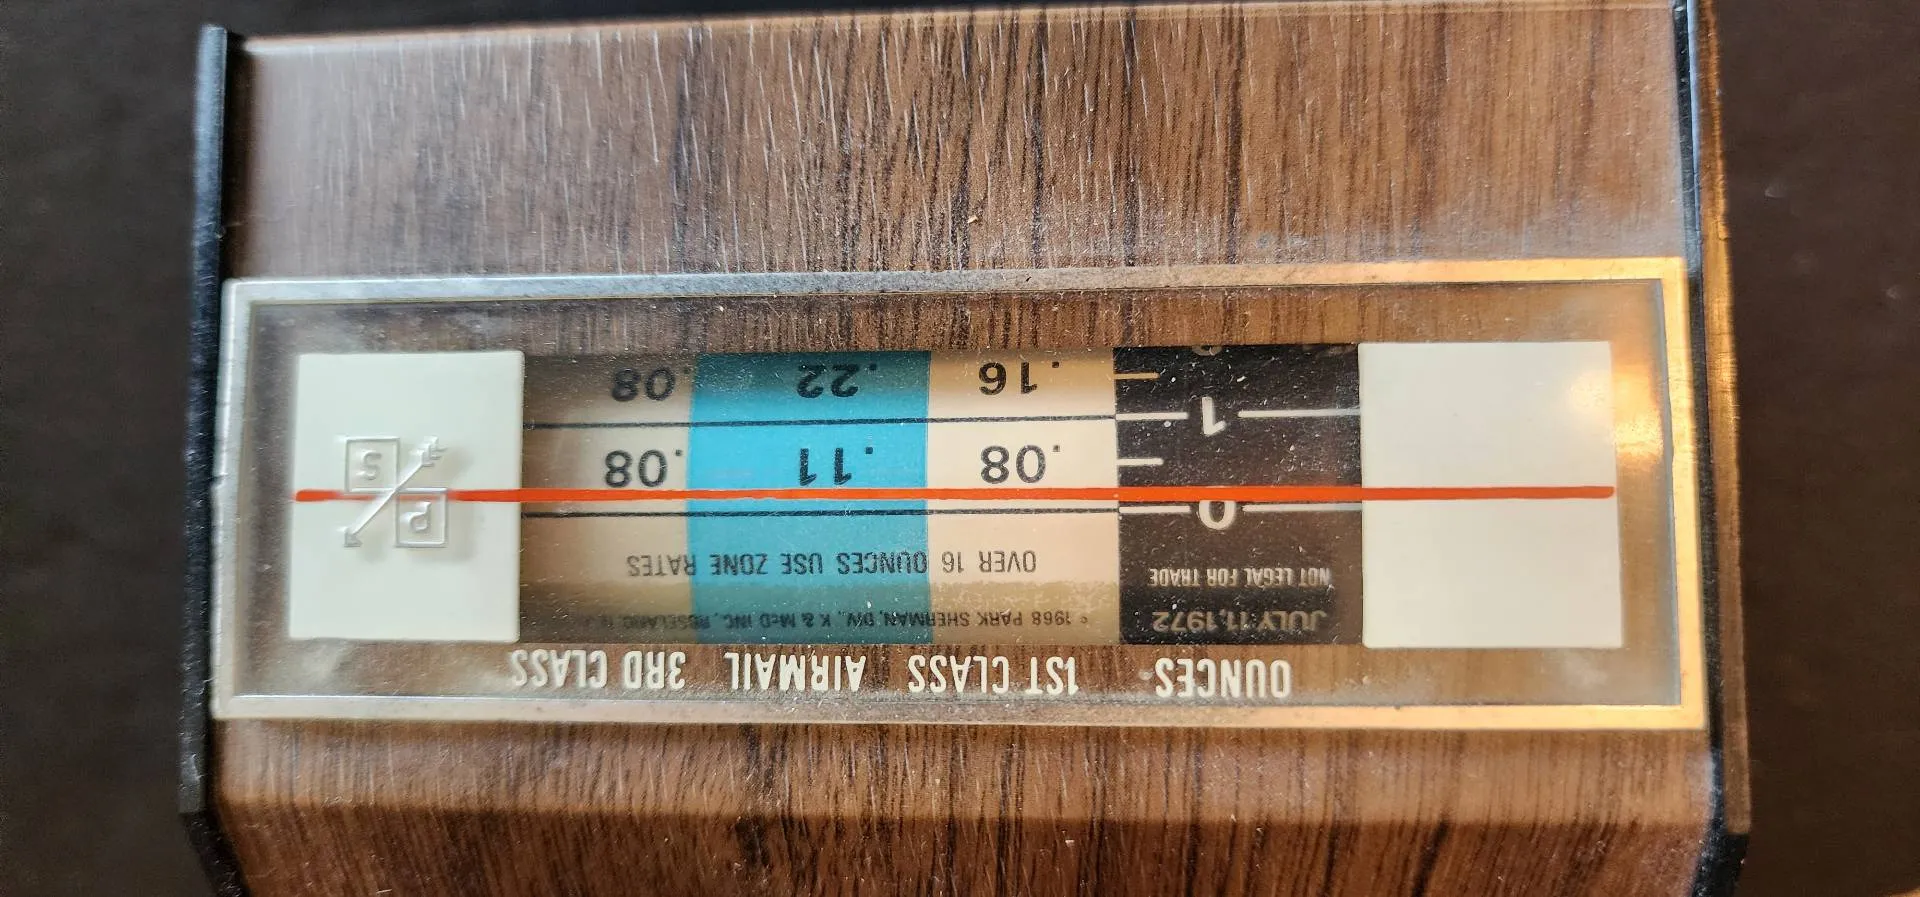 OUNCES 1ST CLASS AIRMAIL 3RD CLASS
JULY 11, 1972 © 1968 PARK SHERMAN, DIV., K & McD INC., ROSELAND, N.J.
NOT LEGAL FOR TRADE OVER 16 OUNCES USE ZONE RATES
0
.08 .11 .08
1
.16 .22 .08
P
S